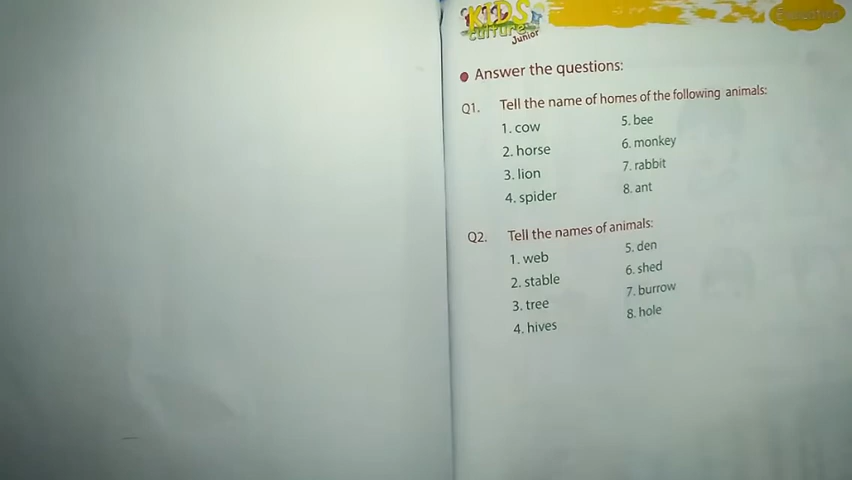 KIDS
Culture
Junior
Answer the questions:
Q1. Tell the name of homes of the following animals:
1. cow
2. horse
3. lion
4. spider
5. bee
6. monkey
7. rabbit
8. ant
Q2. Tell the names of animals:
1. web
2. stable
3. tree
4. hives
5. den
6. shed
7. burrow
8. hole